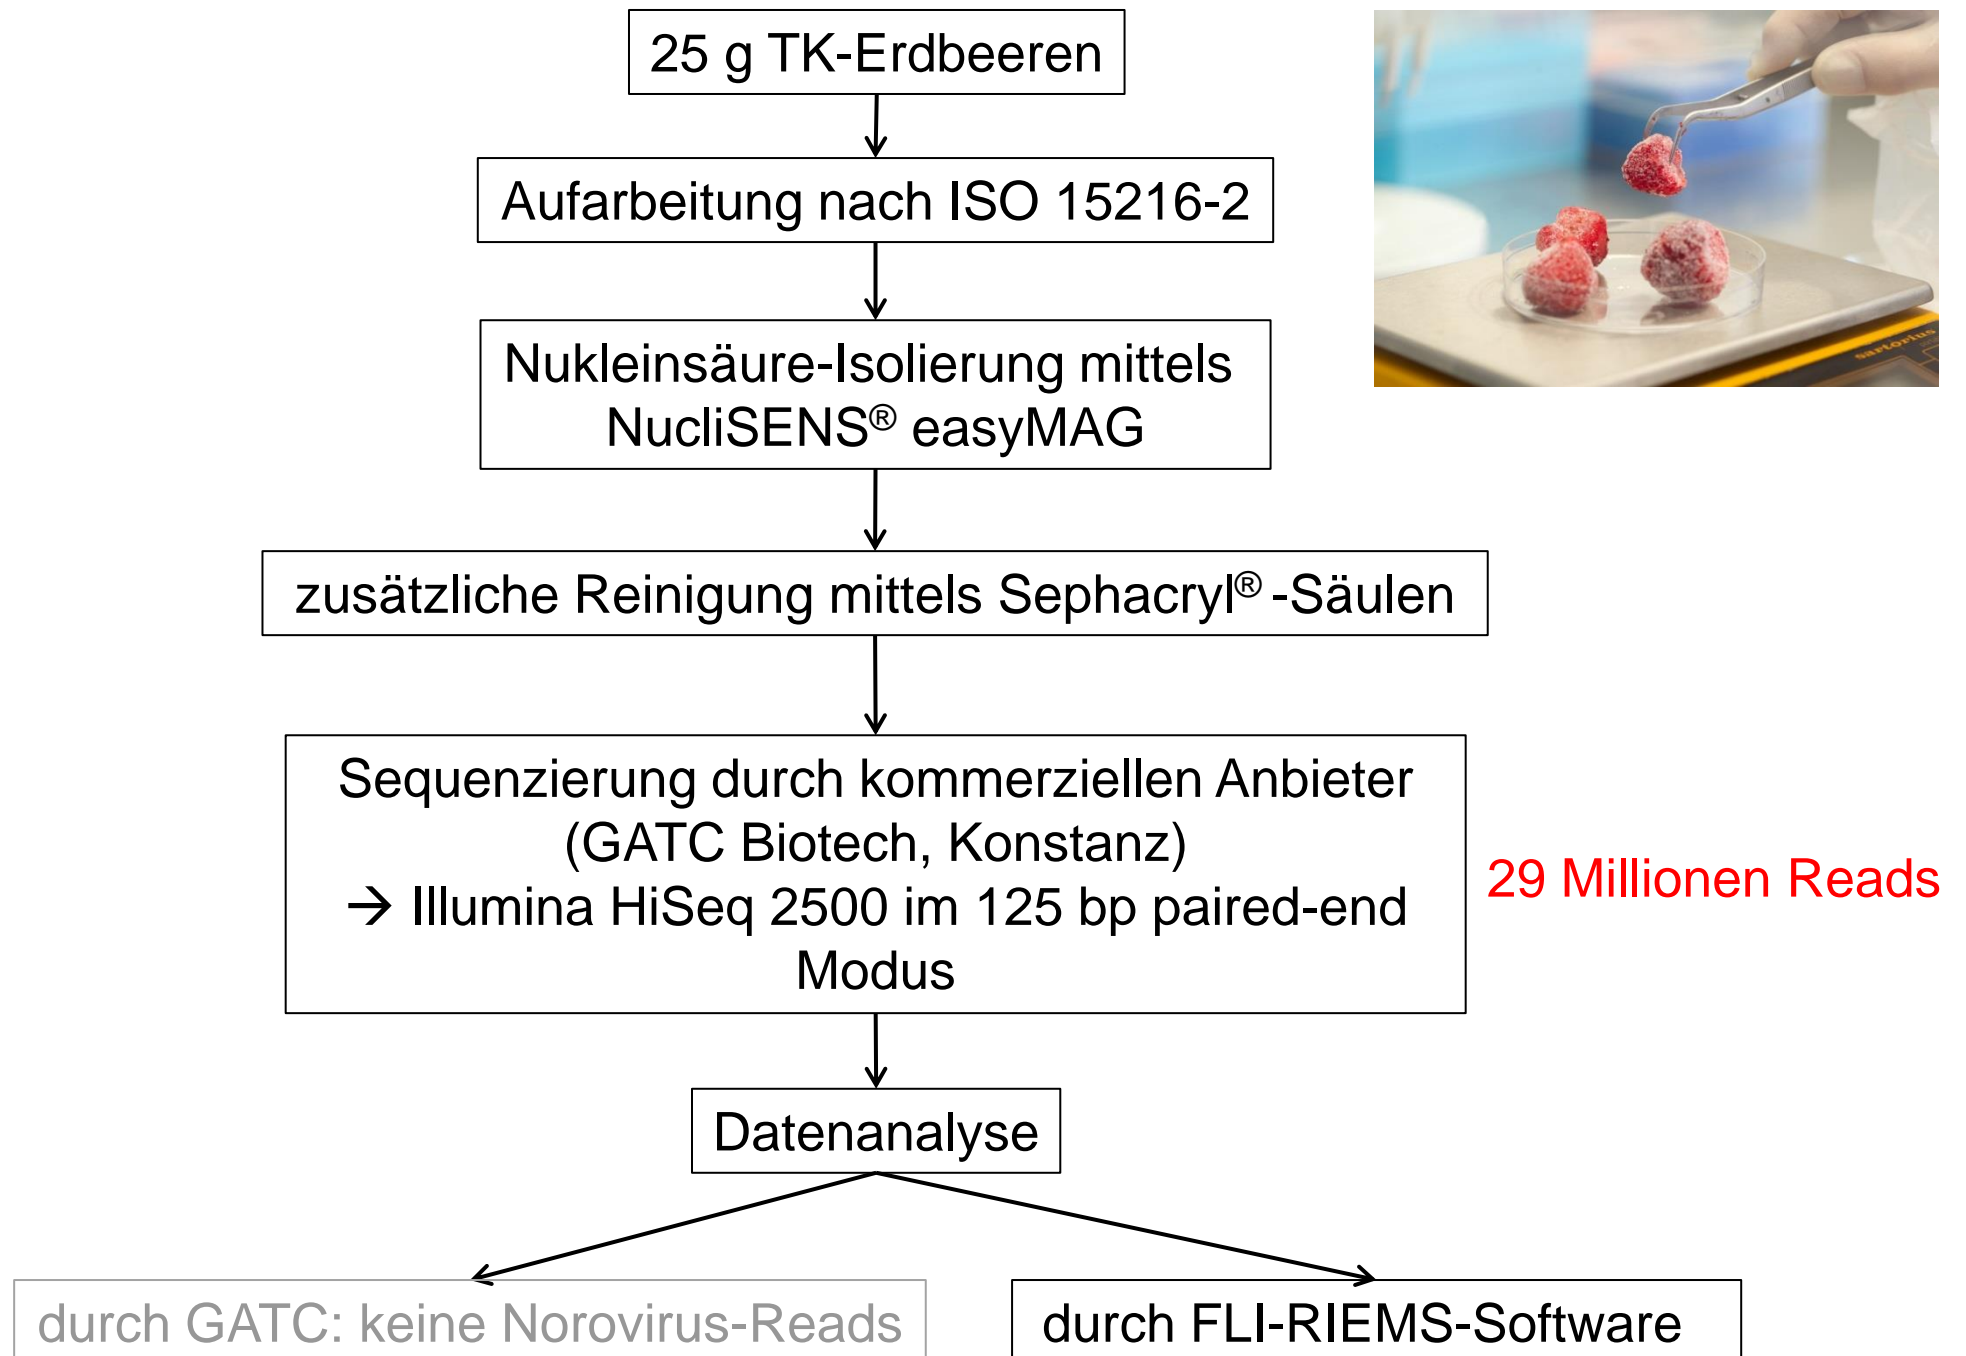 25 g TK-Erdbeeren
Aufarbeitung nach ISO 15216-2
sartorius
Nukleinsäure-Isolierung mittels
NucliSENS® easyMAG
zusätzliche Reinigung mittels Sephacryl® -Säulen
Sequenzierung durch kommerziellen Anbieter
(GATC Biotech, Konstanz)
→ Illumina HiSeq 2500 im 125 bp paired-end
Modus
29 Millionen Reads
Datenanalyse
durch GATC: keine Norovirus-Reads
durch FLI-RIEMS-Software